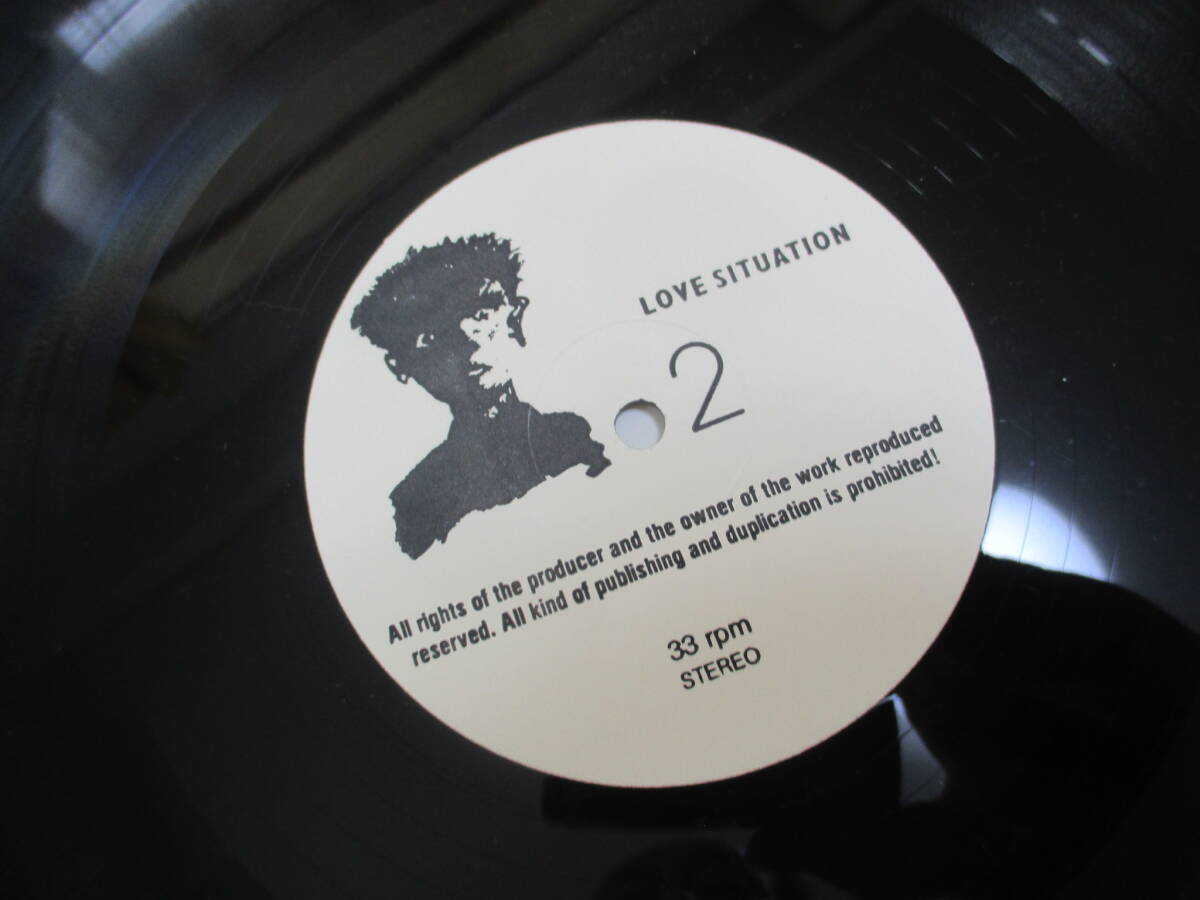 LOVE SITUATION
2
All rights of the producer and the owner of the work reproduced
reserved. All kind of publishing and duplication is prohibited!
33 rpm
STEREO